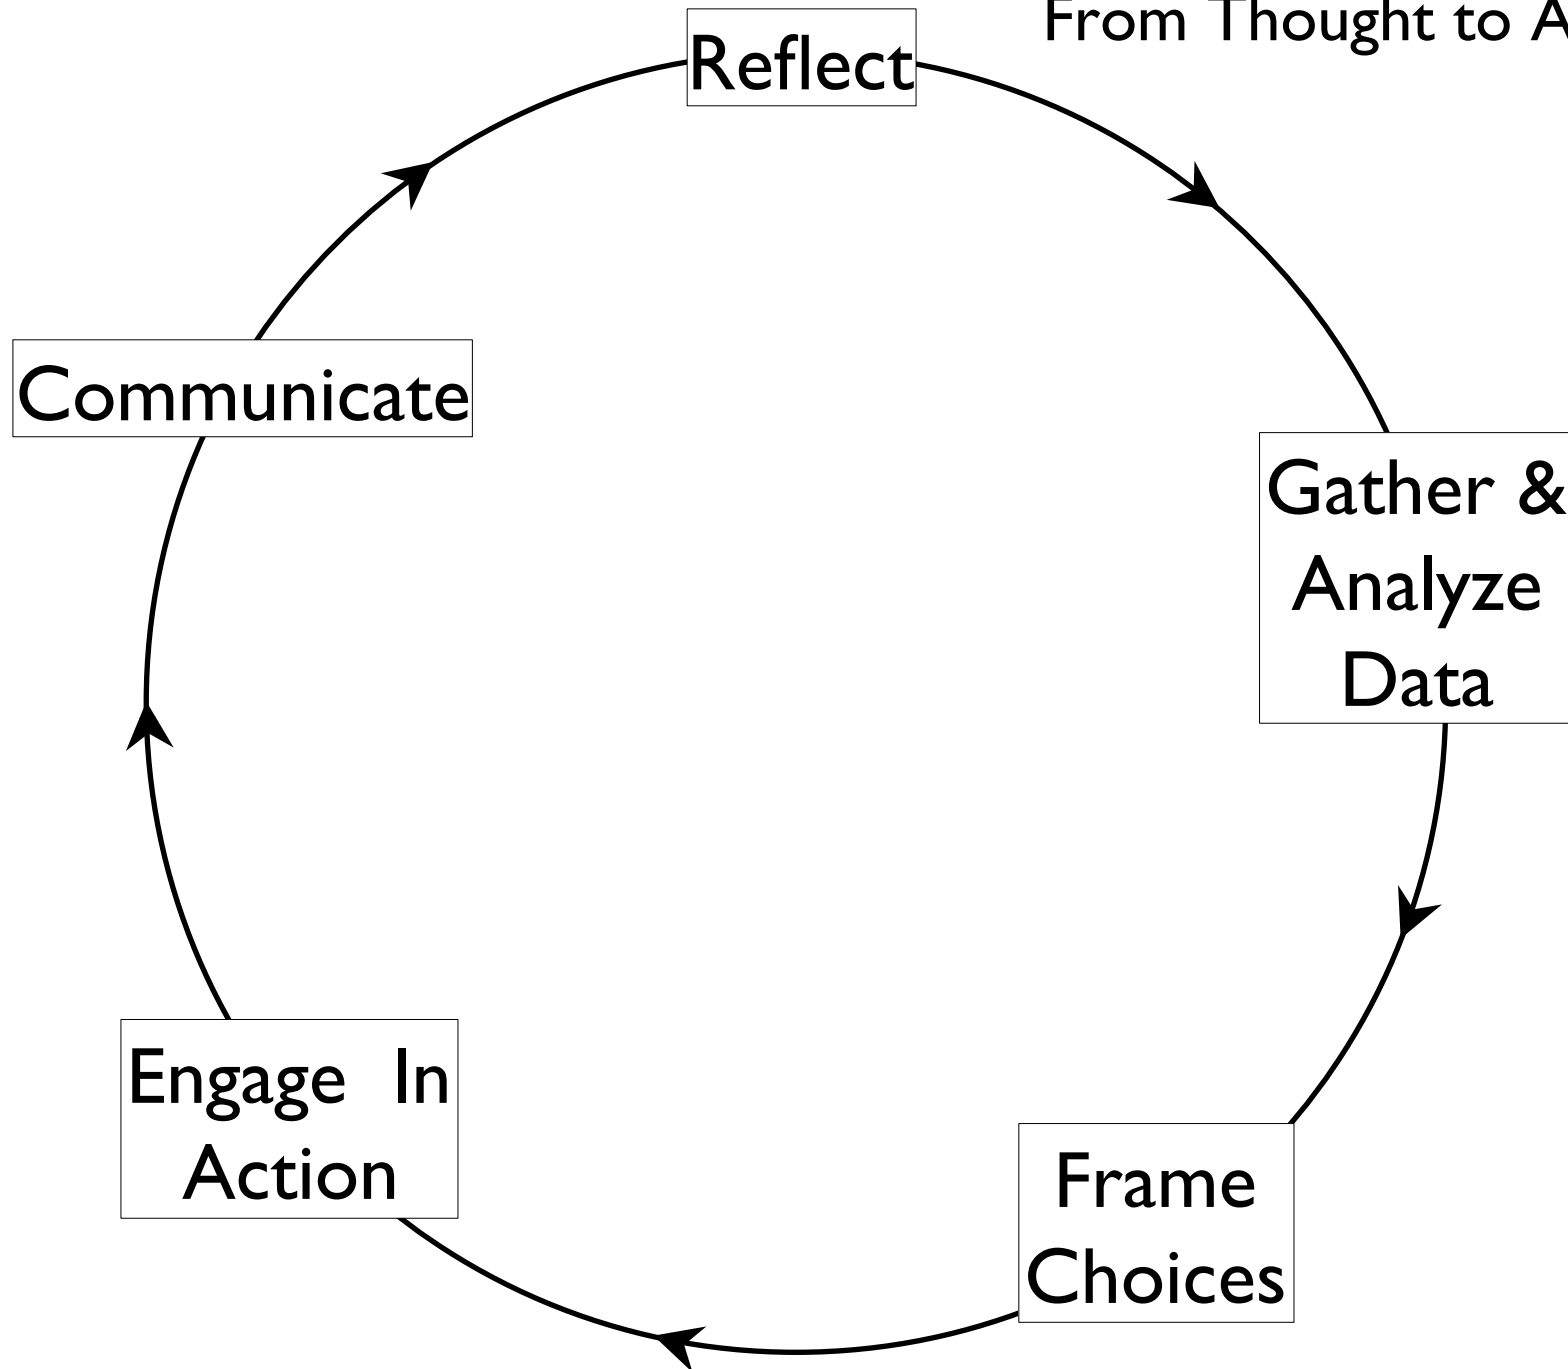 From Thought to
Reflect
Gather &
Analyze
Data
Frame
Choices
Engage In
Action
Communicate